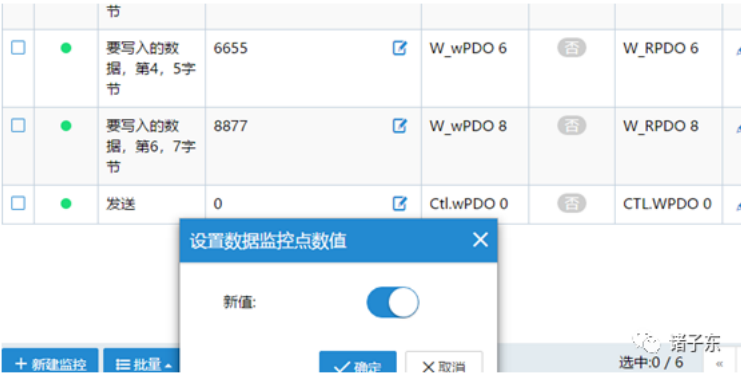 节
要写入的数
据，第4，5字
节
6655
W_wPDO 6
否
W_RPDO 6
要写入的数
据，第6，7字
节
8877
W_wPDO 8
否
W_RPDO 8
发送
0
Ctl.wPDO 0
否
CTL.WPDO 0
设置数据监控点数值
新值:
确定
取消
+ 新建监控
批量
选中:0 / 6
«
诸子东